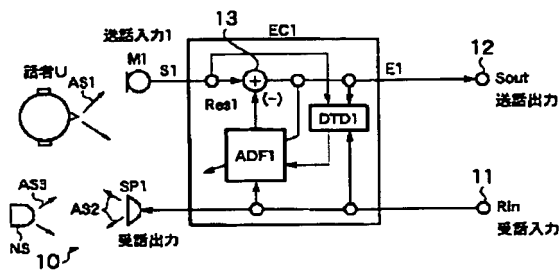 13
送話入力1
EC1
M1
S1
E1
12
話者U
AS1
Res1
(-)
DTD1
Sout
送話出力
ADF1
11
AS3
SP1
AS2
NS
10
受話出力
Rin
受話入力